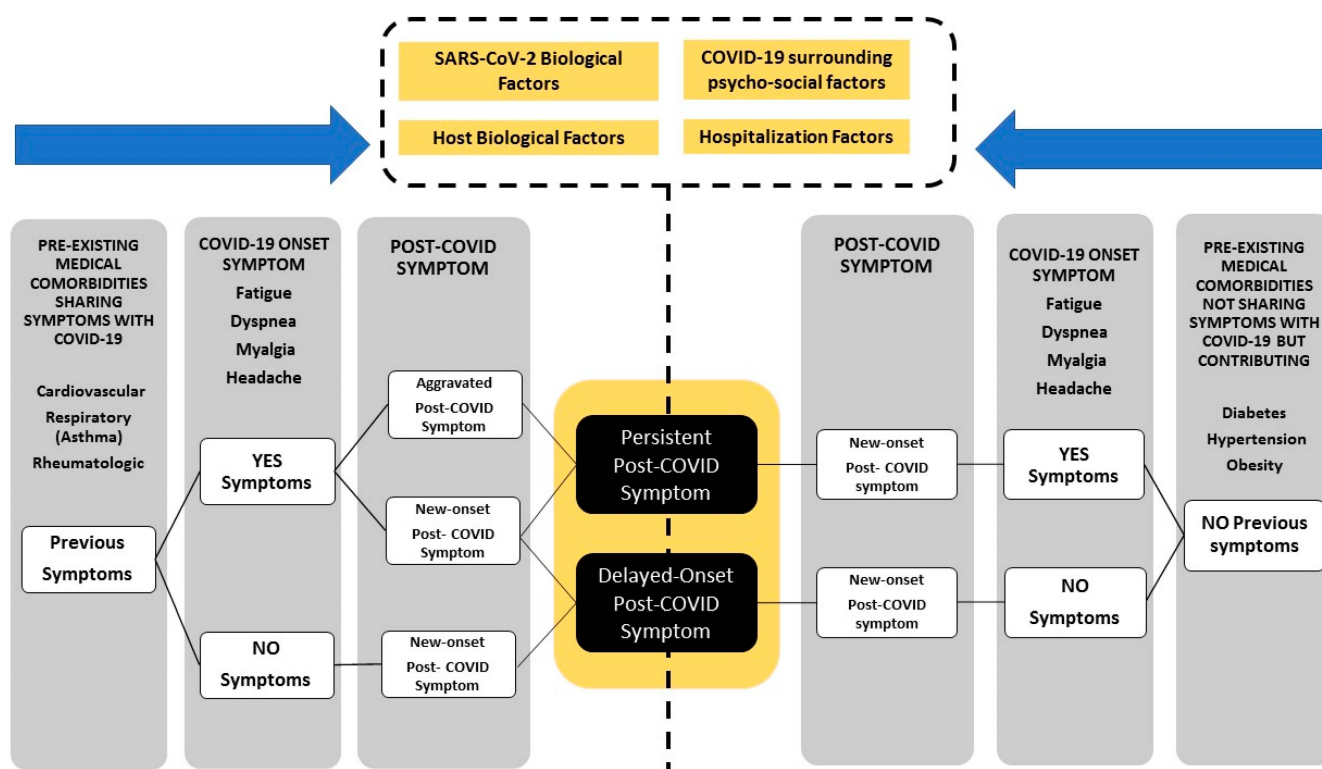 SARS-CoV-2 Biological
Factors
COVID-19 surrounding
psycho-social factors
Host Biological Factors
Hospitalization Factors
PRE-EXISTING
MEDICAL
COMORBIDITIES
SHARING
SYMPTOMS WITH
COVID-19
Cardiovascular
Respiratory
(Asthma)
Rheumatologic
Previous
Symptoms
COVID-19 ONSET
SYMPTOM
Fatigue
Dyspnea
Myalgia
Headache
YES
Symptoms
NO
Symptoms
POST-COVID
SYMPTOM
Aggravated
Post-COVID
Symptom
New-onset
Post- COVID
Symptom
New-onset
Post- COVID
Symptom
Persistent
Post-COVID
Symptom
Delayed-Onset
Post-COVID
Symptom
POST-COVID
SYMPTOM
New-onset
Post- COVID
symptom
New-onset
Post-COVID
symptom
COVID-19 ONSET
SYMPTOM
Fatigue
Dyspnea
Myalgia
Headache
YES
Symptoms
NO
Symptoms
PRE-EXISTING
MEDICAL
COMORBIDITIES
NOT SHARING
SYMPTOMS WITH
COVID-19 BUT
CONTRIBUTING
Diabetes
Hypertension
Obesity
NO Previous
symptoms